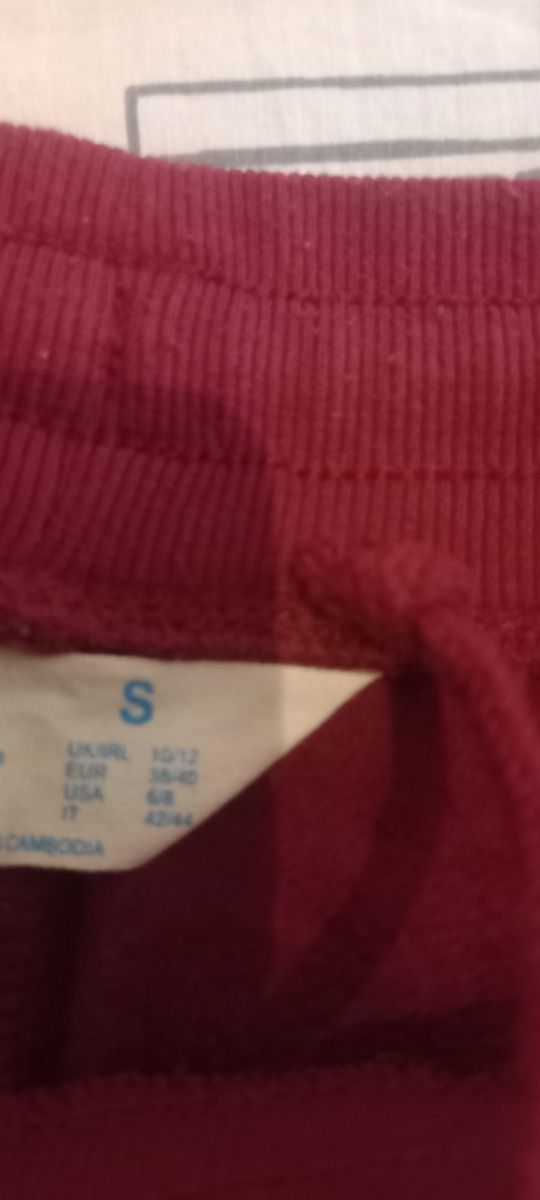 S
UK/IRL 10/12
EUR 38/40
USA 6/8
IT 42/44
CAMBODIA